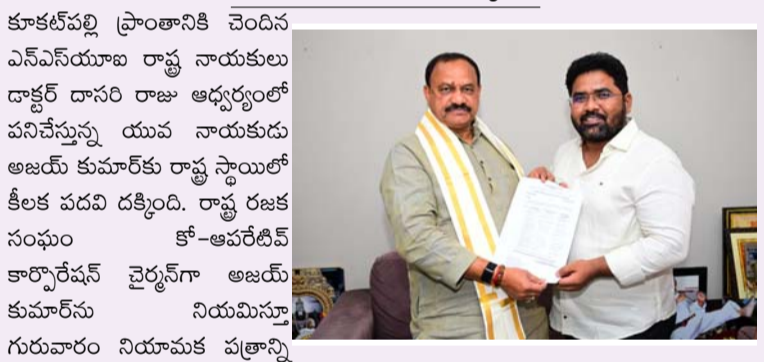 కూకట్‌పల్లి ప్రాంతానికి చెందిన
ఎన్ఎస్‌యూఐ రాష్ట్ర నాయకులు
డాక్టర్ దాసరి రాజు ఆధ్వర్యంలో
పనిచేస్తున్న యువ నాయకుడు
అజయ్ కుమార్‌కు రాష్ట్ర స్థాయిలో
కీలక పదవి దక్కింది. రాష్ట్ర రజక
సంఘం కో-ఆపరేటివ్
కార్పొరేషన్ చైర్మన్‌గా అజయ్
కుమార్‌ను నియమిస్తూ
గురువారం నియామక పత్రాన్ని